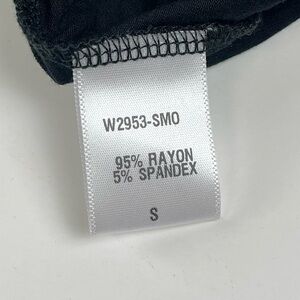 W2953-SMO
95% RAYON
5% SPANDEX
S